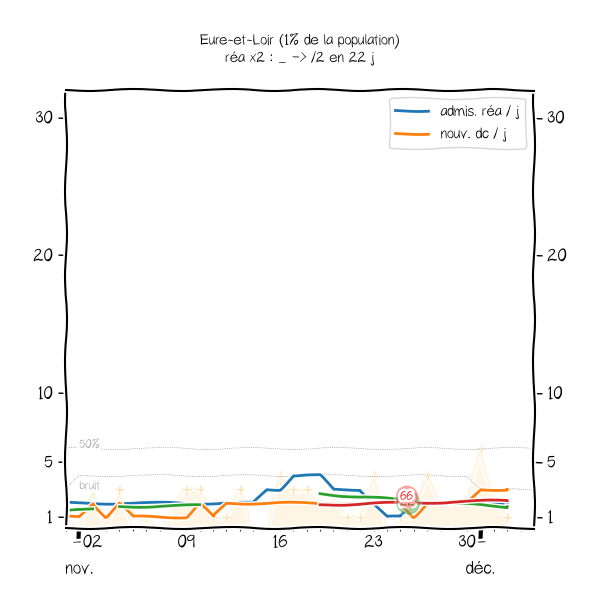 Eure-et-Loir (1% de la population)
réa x2 : _ -> /2 en 22 j
admis. réa / j
nouv. dc / j
30 30
20 20
10 10
50%
5 5
bruit
66
1 1
02 09 16 23 30
nov. déc.